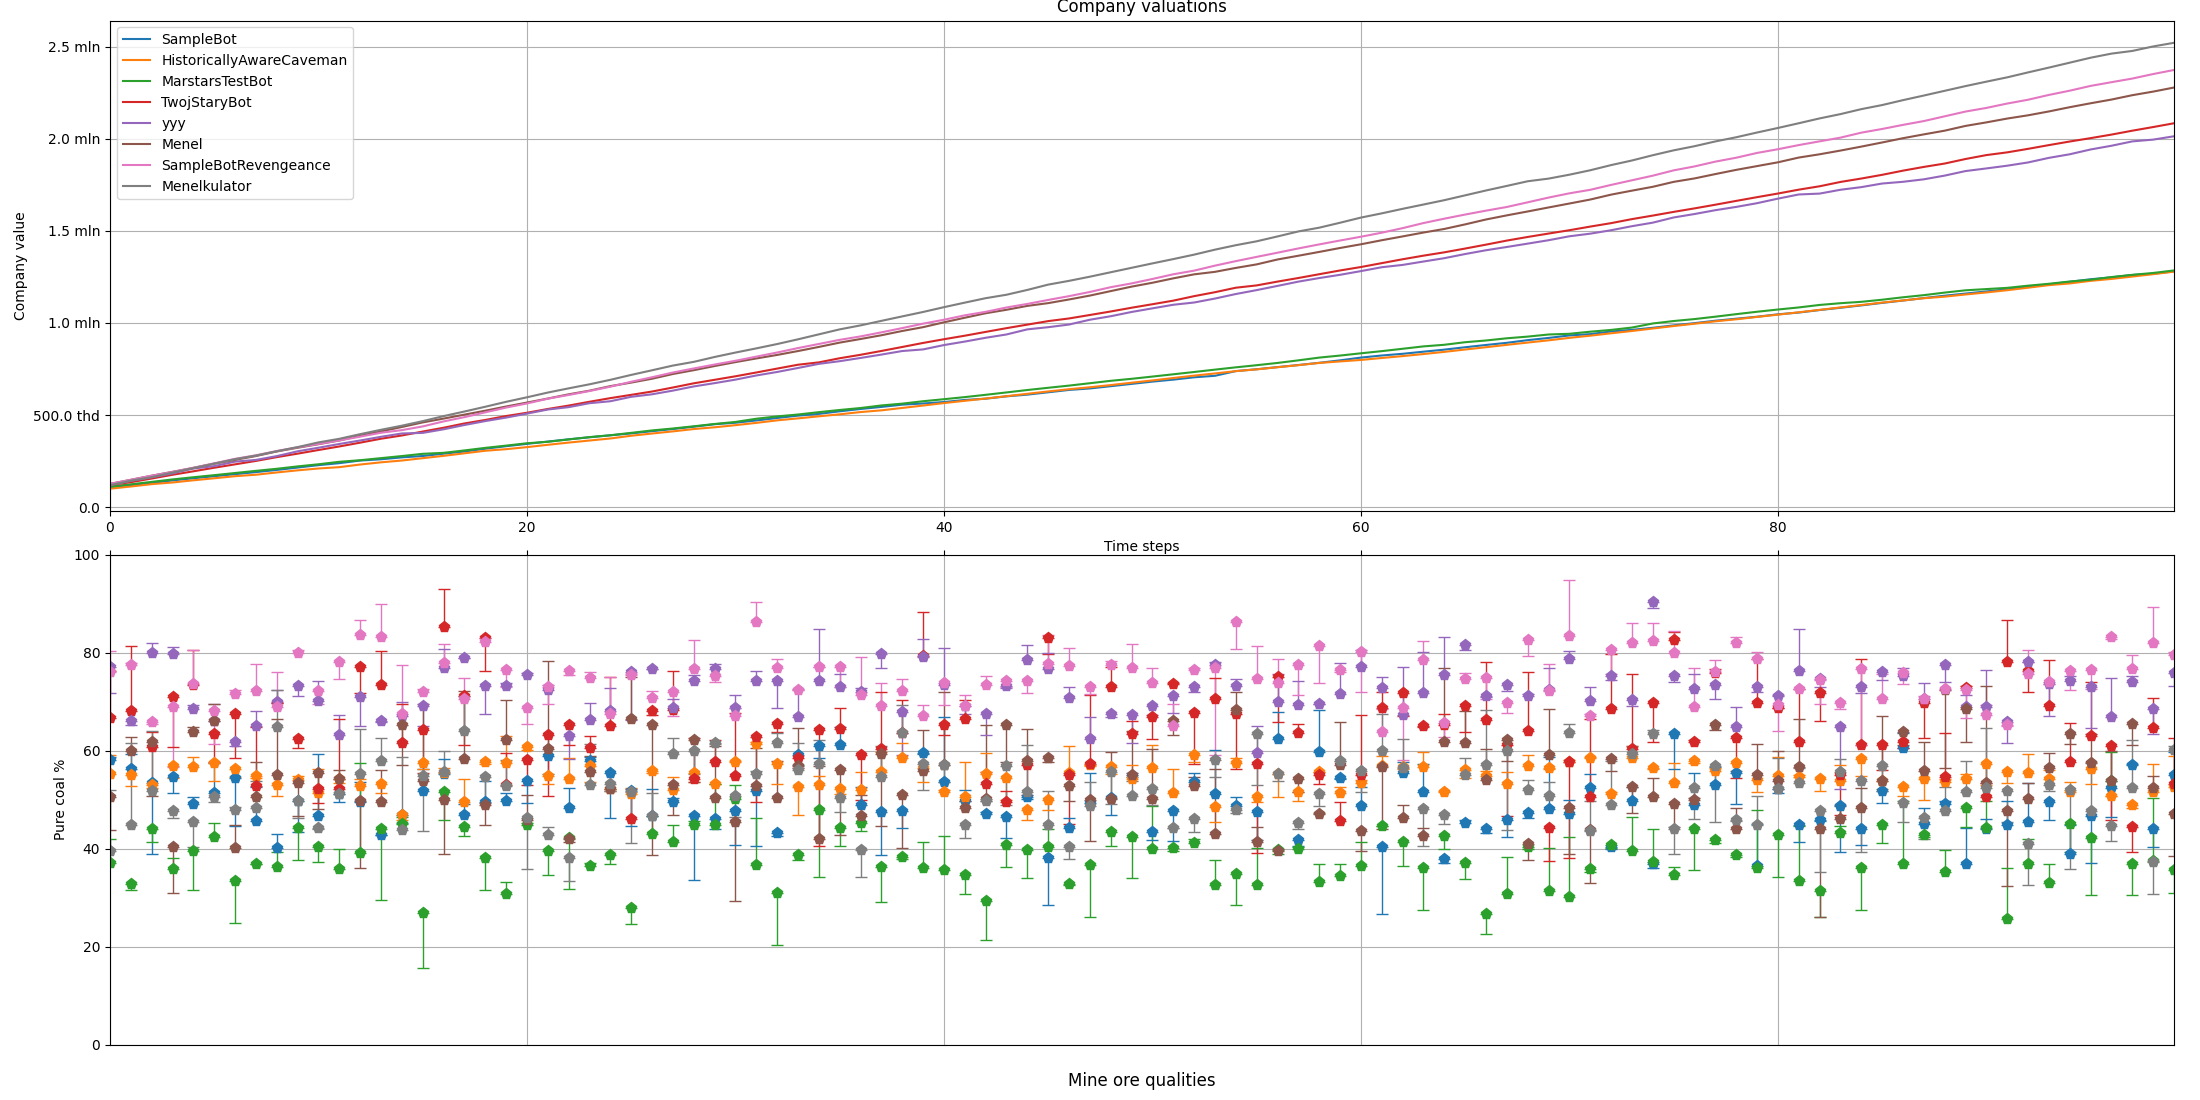 Company valuations
2.5 mln
2.0 mln
1.5 mln
1.0 mln
500.0 thd
0.0
Company value
SampleBot
HistoricallyAwareCaveman
MarstarsTestBot
TwojStaryBot
yyy
Menel
SampleBotRevengeance
Menelkulator
0 20 40 60 80
Time steps
100
80
60
40
20
0
Pure coal %
Mine ore qualities